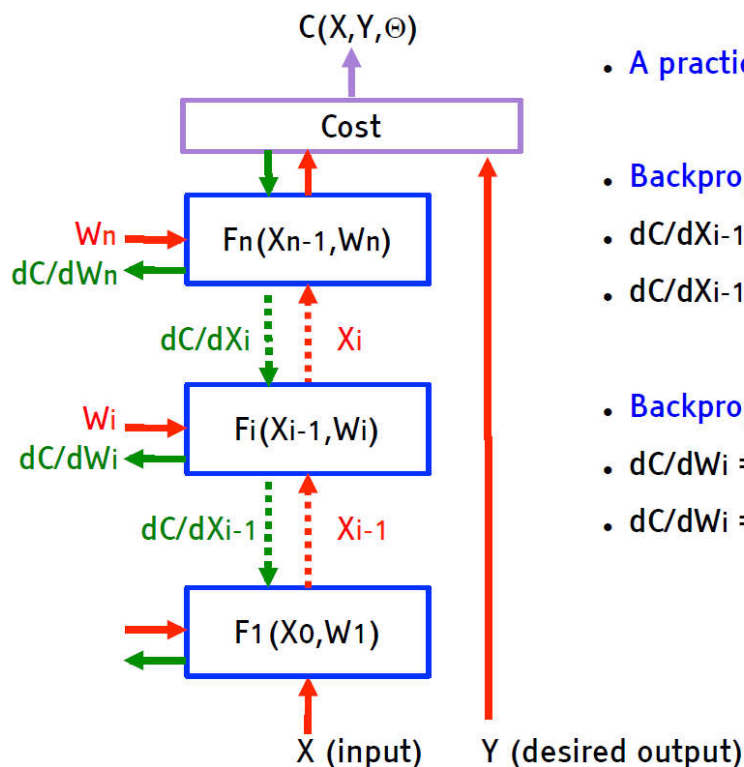 C(X,Y,Θ)
Cost
Fn(Xn-1,Wn)
Wn
dC/dWn
dC/dXi
Xi
Fi(Xi-1,Wi)
Wi
dC/dWi
dC/dXi-1
Xi-1
F1(X0,W1)
X (input)
Y (desired output)
• A practic
• Backpro
• dC/dXi-1
• dC/dXi-1
• Backpro
• dC/dWi =
• dC/dWi =